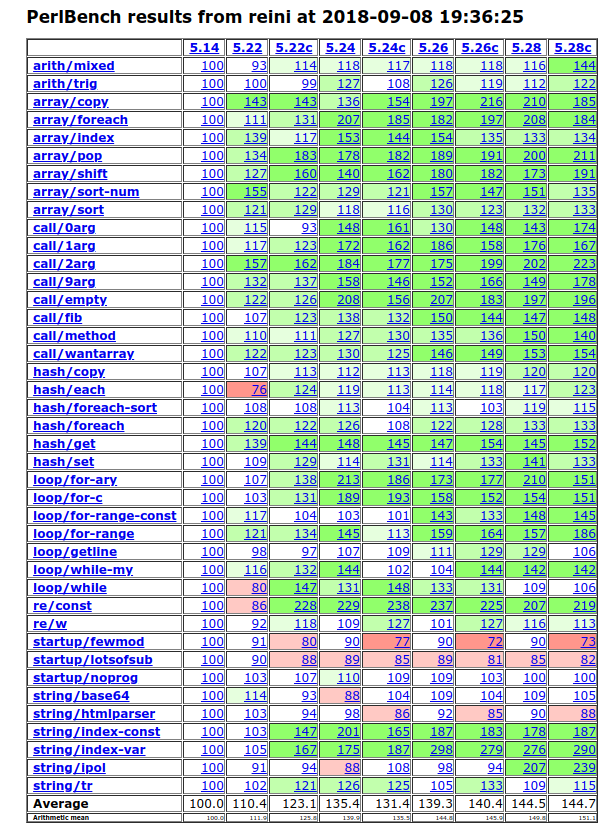 PerlBench results from reini at 2018-09-08 19:36:25
5.14 5.22 5.22c 5.24 5.24c 5.26 5.26c 5.28 5.28c
arith/mixed 100 93 114 118 117 118 118 116 144
arith/trig 100 100 99 127 108 126 119 112 122
array/copy 100 143 143 136 154 197 216 210 185
array/foreach 100 111 131 207 185 182 197 208 184
array/index 100 139 117 153 144 154 135 133 134
array/pop 100 134 183 178 182 189 191 200 211
array/shift 100 127 160 140 162 180 182 173 191
array/sort-num 100 155 122 129 121 157 147 151 135
array/sort 100 121 129 118 116 130 123 132 133
call/0arg 100 115 93 148 161 130 148 143 174
call/1arg 100 117 123 172 162 186 158 176 167
call/2arg 100 157 162 184 177 175 199 202 223
call/9arg 100 132 137 158 146 152 166 149 178
call/empty 100 122 126 208 156 207 183 197 196
call/fib 100 107 123 138 132 150 144 147 148
call/method 100 110 111 127 130 135 136 150 140
call/wantarray 100 122 123 130 125 146 149 153 154
hash/copy 100 107 113 112 113 118 119 120 120
hash/each 100 76 124 119 113 114 118 117 123
hash/foreach-sort 100 108 108 113 104 113 103 119 115
hash/foreach 100 120 122 126 108 122 128 133 133
hash/get 100 139 144 148 145 147 154 145 152
hash/set 100 109 129 114 131 114 133 141 133
loop/for-ary 100 107 138 213 186 173 177 210 151
loop/for-c 100 103 131 189 193 158 152 154 151
loop/for-range-const 100 117 104 103 101 143 133 148 145
loop/for-range 100 121 134 145 113 159 164 157 186
loop/getline 100 98 97 107 109 111 129 129 106
loop/while-my 100 116 132 144 102 104 144 142 142
loop/while 100 80 147 131 148 133 131 109 106
re/const 100 86 228 229 238 237 225 207 219
re/w 100 92 118 109 127 101 127 116 113
startup/fewmod 100 91 80 90 77 90 72 90 73
startup/lotsofsub 100 90 88 89 85 89 81 85 82
startup/noprog 100 103 107 110 109 109 103 100 100
string/base64 100 114 93 88 104 109 104 109 105
string/htmlparser 100 103 94 98 86 92 85 90 88
string/index-const 100 103 147 201 165 187 183 178 187
string/index-var 100 105 167 175 187 298 279 276 290
string/ipol 100 91 94 88 108 98 94 207 239
string/tr 100 102 121 126 125 105 133 109 115
Average 100.0 110.4 123.1 135.4 131.4 139.3 140.4 144.5 144.7
Arithmetic mean 100.0 111.9 125.8 139.9 135.5 144.8 145.9 149.8 151.1